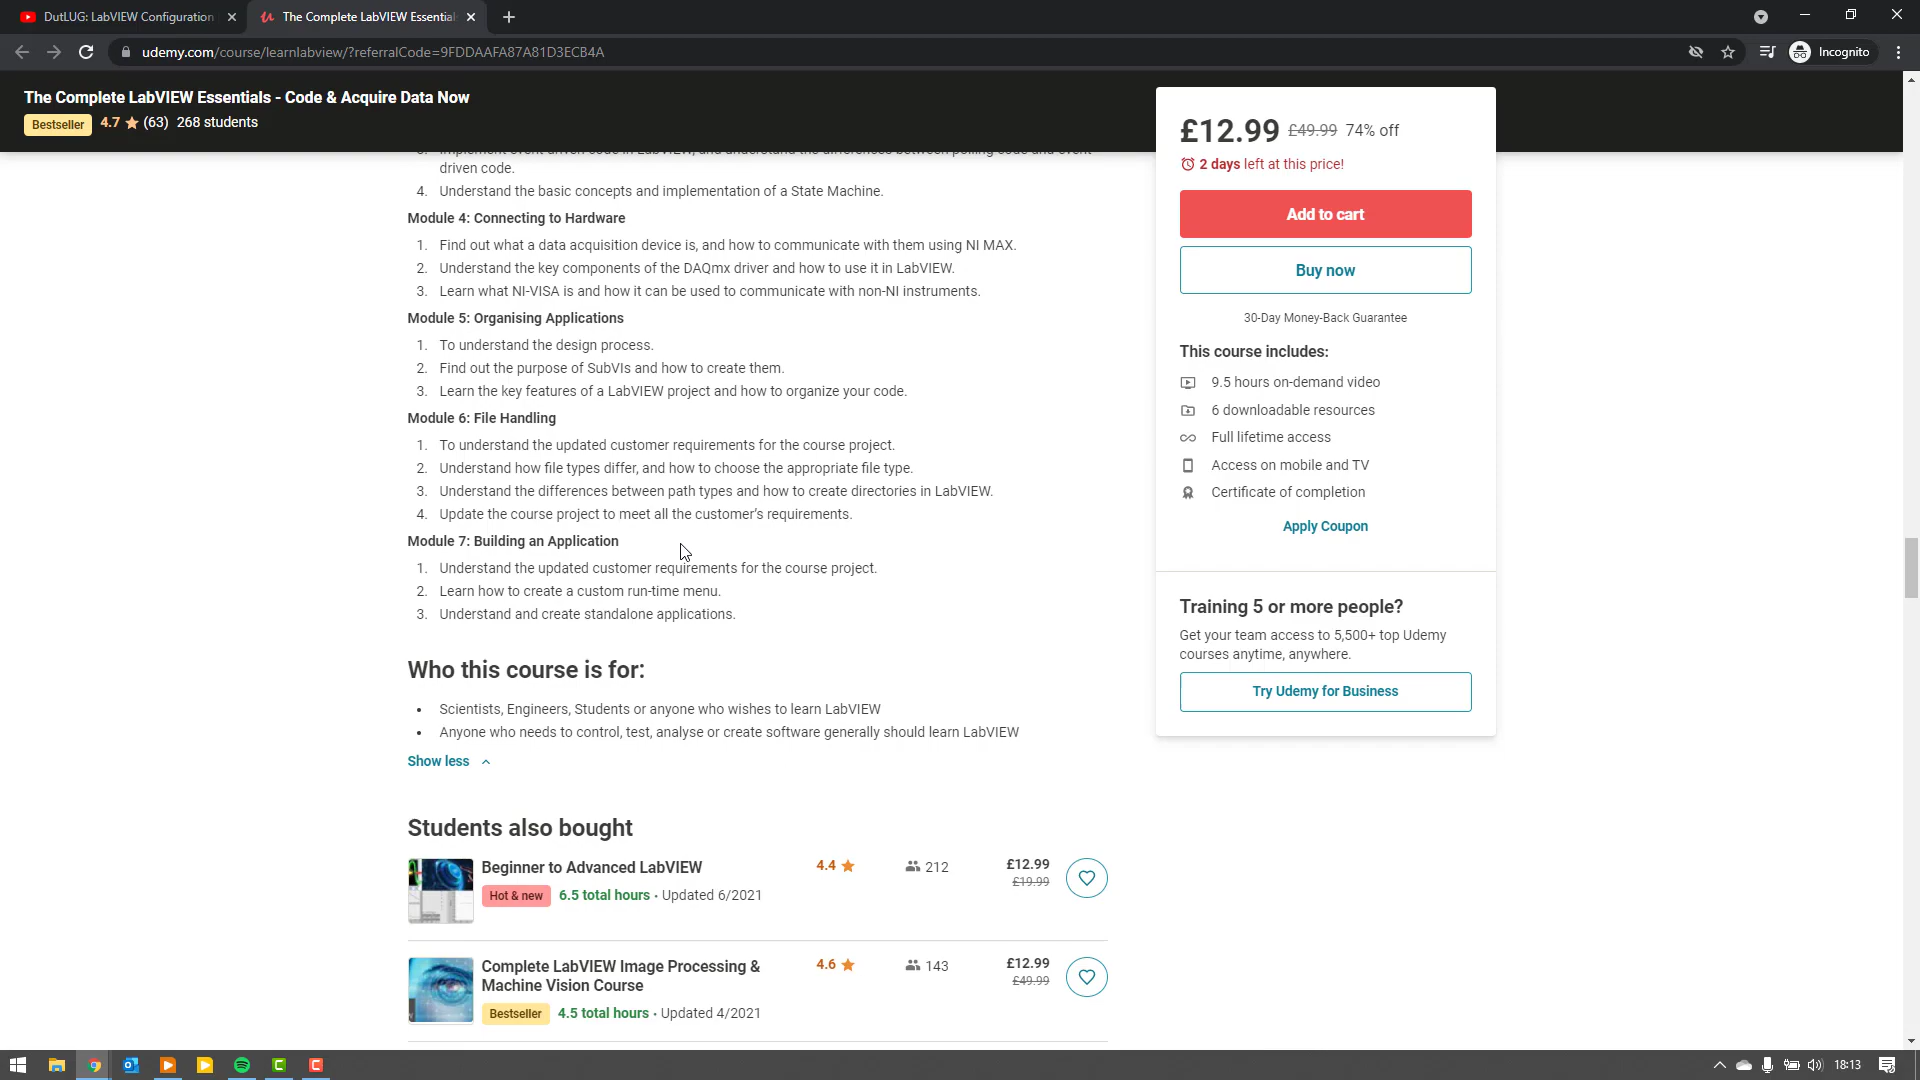 DutLUG: LabVIEW Configuration
The Complete LabVIEW Essential
udemy.com/course/learnlabview/?referralCode=9FDDAAFA87A81D3ECB4A
Incognito
The Complete LabVIEW Essentials - Code & Acquire Data Now
Bestseller 4.7 (63) 268 students
£12.99 £49.99 74% off
2 days left at this price!
Add to cart
Buy now
30-Day Money-Back Guarantee
This course includes:
9.5 hours on-demand video
6 downloadable resources
Full lifetime access
Access on mobile and TV
Certificate of completion
Apply Coupon
Training 5 or more people?
Get your team access to 5,500+ top Udemy
courses anytime, anywhere.
Try Udemy for Business
3. Implement event driven code in LabVIEW, and understand the differences between polling code and event
driven code.
4. Understand the basic concepts and implementation of a State Machine.
Module 4: Connecting to Hardware
1. Find out what a data acquisition device is, and how to communicate with them using NI MAX.
2. Understand the key components of the DAQmx driver and how to use it in LabVIEW.
3. Learn what NI-VISA is and how it can be used to communicate with non-NI instruments.
Module 5: Organising Applications
1. To understand the design process.
2. Find out the purpose of SubVIs and how to create them.
3. Learn the key features of a LabVIEW project and how to organize your code.
Module 6: File Handling
1. To understand the updated customer requirements for the course project.
2. Understand how file types differ, and how to choose the appropriate file type.
3. Understand the differences between path types and how to create directories in LabVIEW.
4. Update the course project to meet all the customer's requirements.
Module 7: Building an Application
1. Understand the updated customer requirements for the course project.
2. Learn how to create a custom run-time menu.
3. Understand and create standalone applications.
Who this course is for:
• Scientists, Engineers, Students or anyone who wishes to learn LabVIEW
• Anyone who needs to control, test, analyse or create software generally should learn LabVIEW
Show less
Students also bought
Beginner to Advanced LabVIEW 4.4 212 £12.99
£19.99
Hot & new 6.5 total hours • Updated 6/2021
Complete LabVIEW Image Processing & 4.6 143 £12.99
Machine Vision Course £49.99
Bestseller 4.5 total hours • Updated 4/2021
18:13